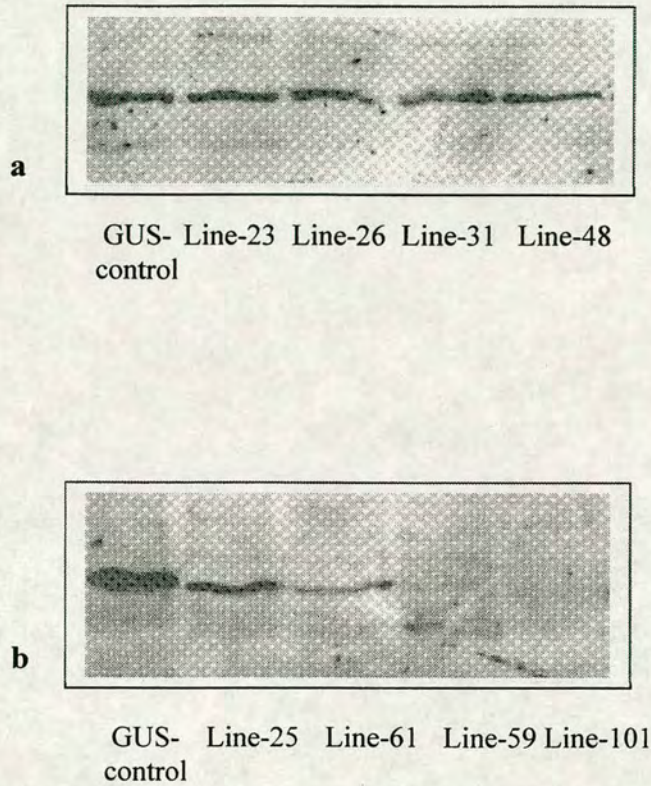 a
GUS- Line-23 Line-26 Line-31 Line-48
control
b
GUS- Line-25 Line-61 Line-59 Line-101
control